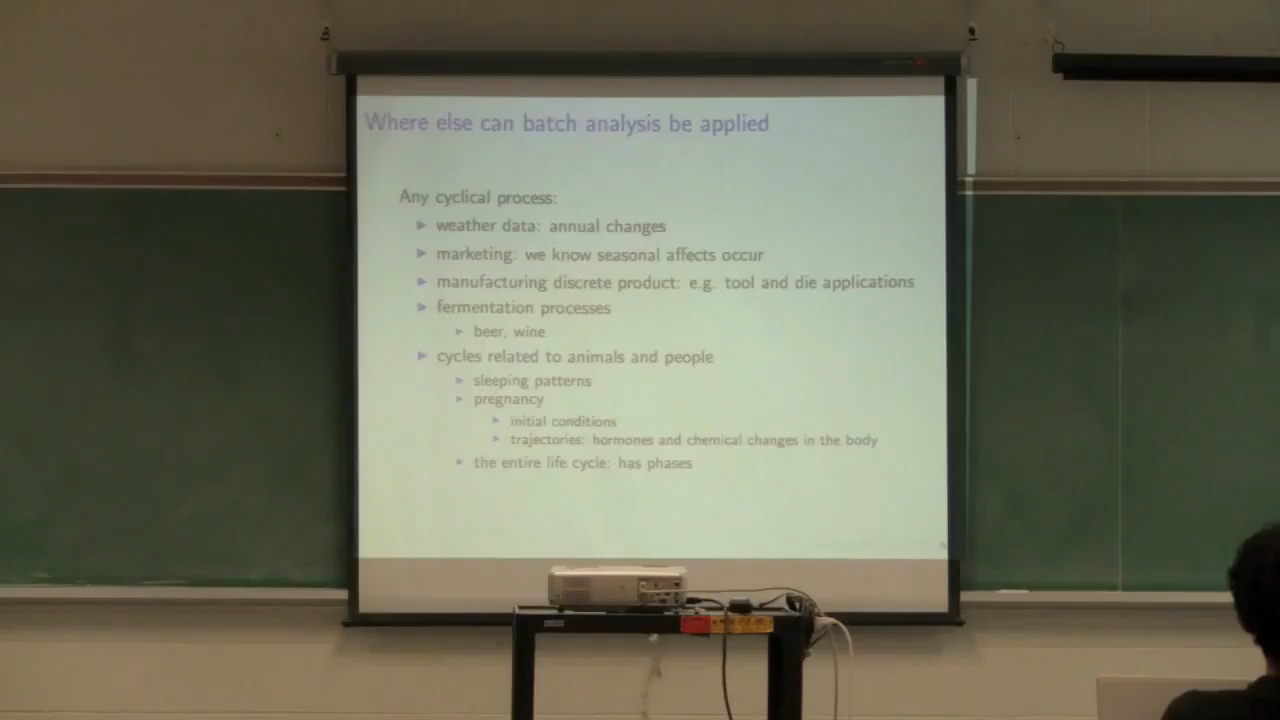 Where else can batch analysis be applied
Any cyclical process:
weather data: annual changes
marketing: we know seasonal affects occur
manufacturing discrete product: e.g. tool and die applications
fermentation processes
beer, wine
cycles related to animals and people
sleeping patterns
pregnancy
initial conditions
trajectories: hormones and chemical changes in the body
the entire life cycle: has phases